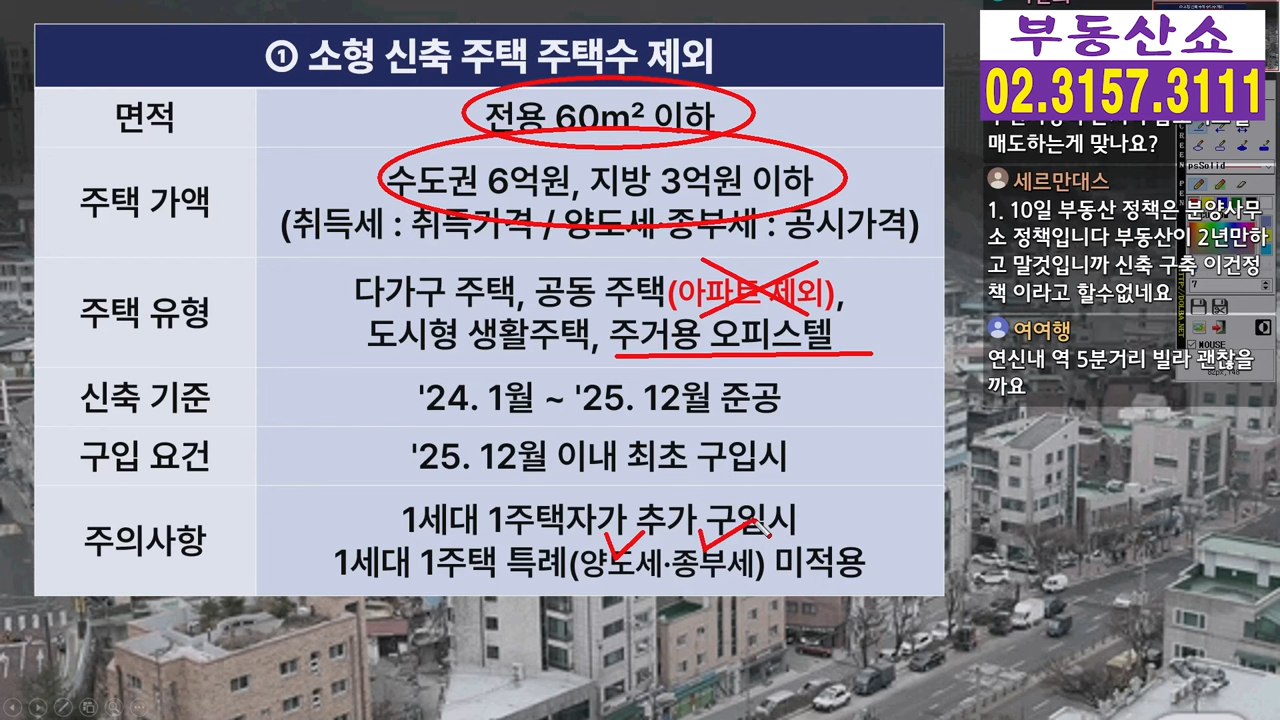 ① 소형 신축 주택 주택수 제외
면적
전용 60m² 이하
주택 가액
수도권 6억원, 지방 3억원 이하
(취득세 : 취득가격 / 양도세·종부세 : 공시가격)
주택 유형
다가구 주택, 공동 주택(아파트 제외),
도시형 생활주택, 주거용 오피스텔
신축 기준
'24. 1월 ~ '25. 12월 준공
구입 요건
'25. 12월 이내 최초 구입시
주의사항
1세대 1주택자가 추가 구입시
1세대 1주택 특례(양도세·종부세) 미적용
부동산쇼
02.3157.3111
매도하는게 맞나요?
세르만대스
1. 10일 부동산 정책은 분양사무
소 정책입니다 부동산이 2년만하
고 말것입니까 신축 구축 이건정
책 이라고 할수없네요
여여행
연신내 역 5분거리 빌라 괜찮을
까요
psSolid
7
MOUSE